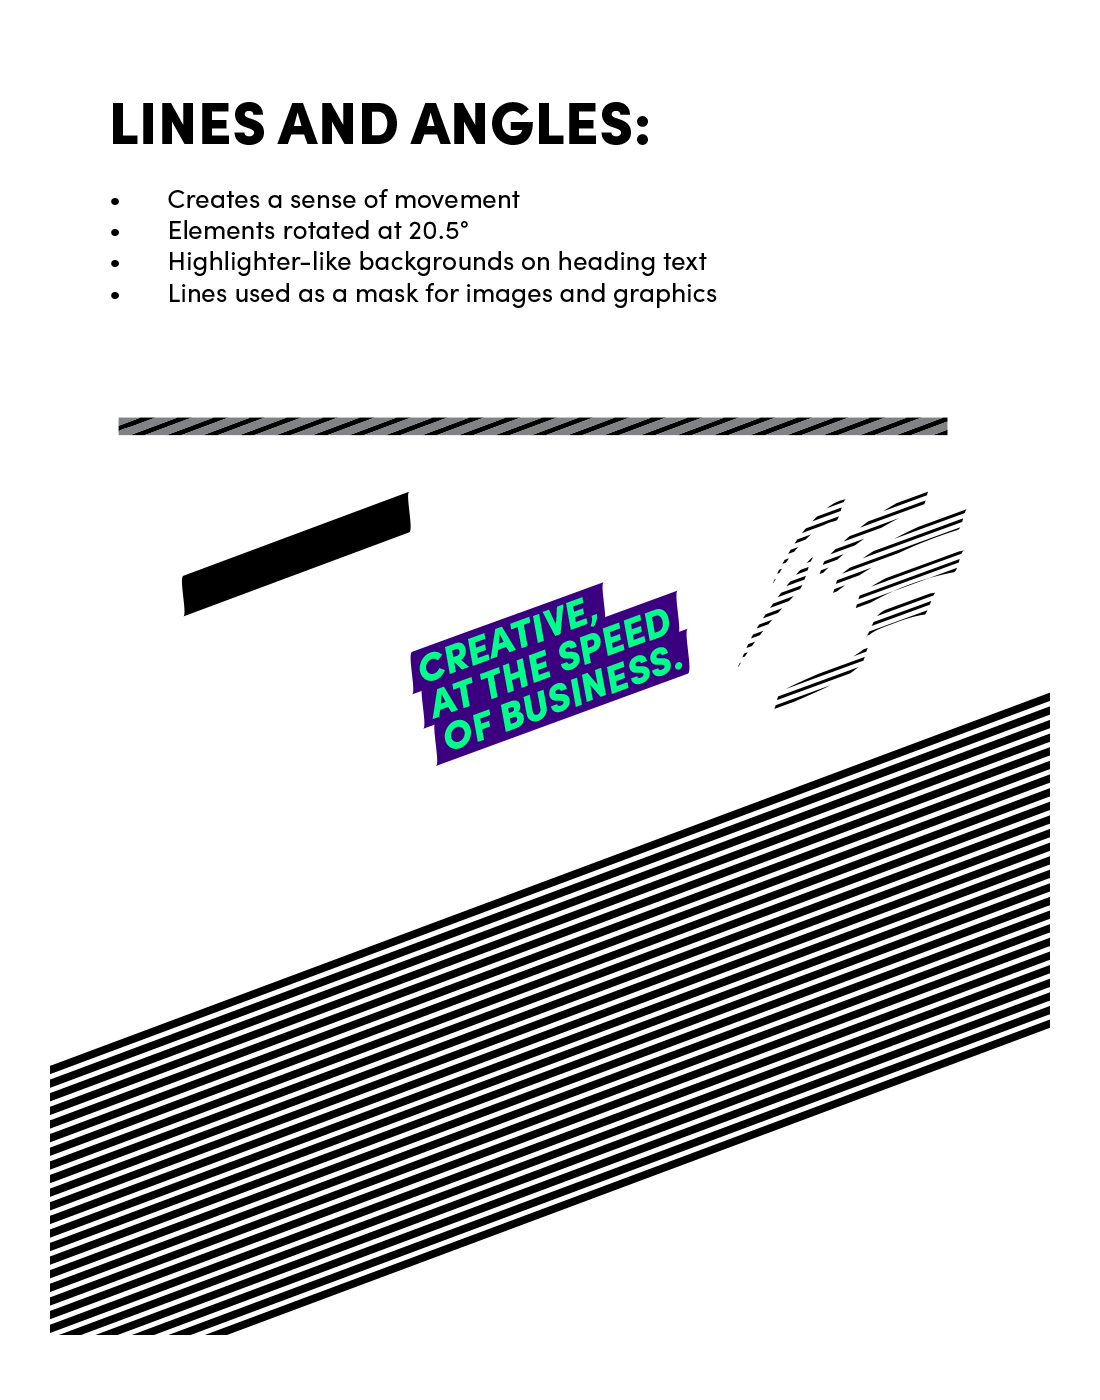 LINES AND ANGLES:
• Creates a sense of movement
• Elements rotated at 20.5°
• Highlighter-like backgrounds on heading text
• Lines used as a mask for images and graphics
CREATIVE,
AT THE SPEED
OF BUSINESS.